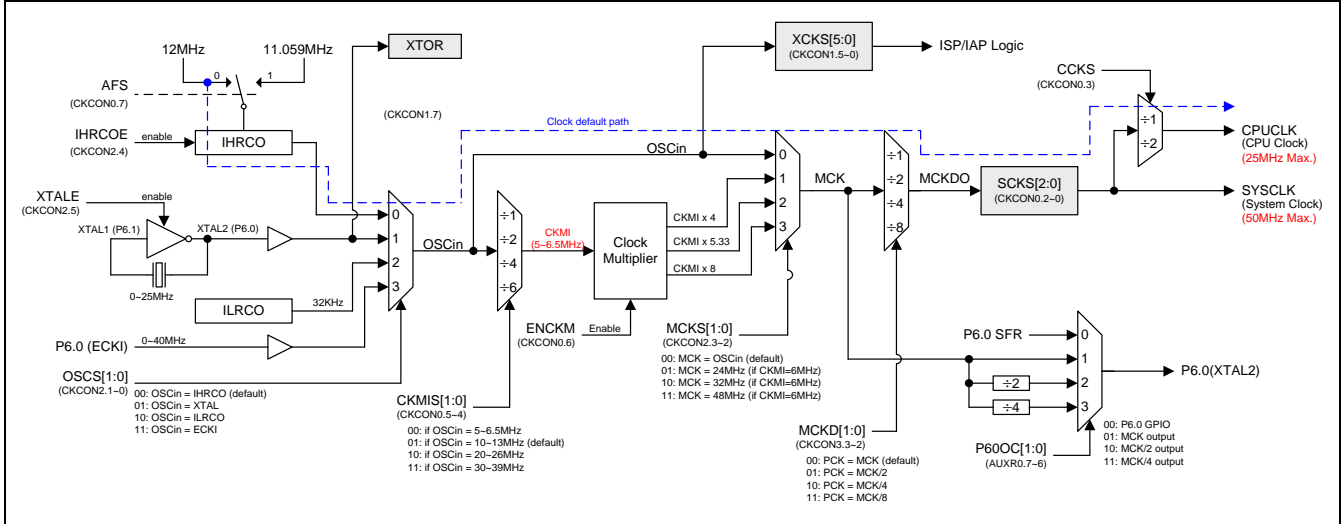 12MHz
11.059MHz
0
1
AFS
(CKCON0.7)
IHRCOE
(CKCON2.4)
enable
IHRCO
XTOR
(CKCON1.7)
XCKS[5:0]
(CKCON1.5~0)
ISP/IAP Logic
CCKS
(CKCON0.3)
Clock default path
OSCin
XTALE
(CKCON2.5)
enable
XTAL1 (P6.1)
XTAL2 (P6.0)
0~25MHz
ILRCO
32KHz
P6.0 (ECKI)
0~40MHz
0
1
2
3
OSCin
OSCS[1:0]
(CKCON2.1~0)
00: OSCin = IHRCO (default)
01: OSCin = XTAL
10: OSCin = ILRCO
11: OSCin = ECKI
÷1
÷2
÷4
÷6
CKMI
(5~6.5MHz)
CKMIS[1:0]
(CKCON0.5~4)
00: if OSCin = 5~6.5MHz
01: if OSCin = 10~13MHz (default)
10: if OSCin = 20~26MHz
11: if OSCin = 30~39MHz
Clock
Multiplier
ENCKM
(CKCON0.6)
Enable
CKMI x 4
CKMI x 5.33
CKMI x 8
0
1
2
3
MCK
MCKS[1:0]
(CKCON2.3~2)
00: MCK = OSCin (default)
01: MCK = 24MHz (if CKMI=6MHz)
10: MCK = 32MHz (if CKMI=6MHz)
11: MCK = 48MHz (if CKMI=6MHz)
÷1
÷2
÷4
÷8
MCKDO
MCKD[1:0]
(CKCON3.3~2)
00: PCK = MCK (default)
01: PCK = MCK/2
10: PCK = MCK/4
11: PCK = MCK/8
SCKS[2:0]
(CKCON0.2~0)
÷1
÷2
CPUCLK
(CPU Clock)
(25MHz Max.)
SYSCLK
(System Clock)
(50MHz Max.)
P6.0 SFR
÷2
÷4
0
1
2
3
P6.0(XTAL2)
P60OC[1:0]
(AUXR0.7~6)
00: P6.0 GPIO
01: MCK output
10: MCK/2 output
11: MCK/4 output